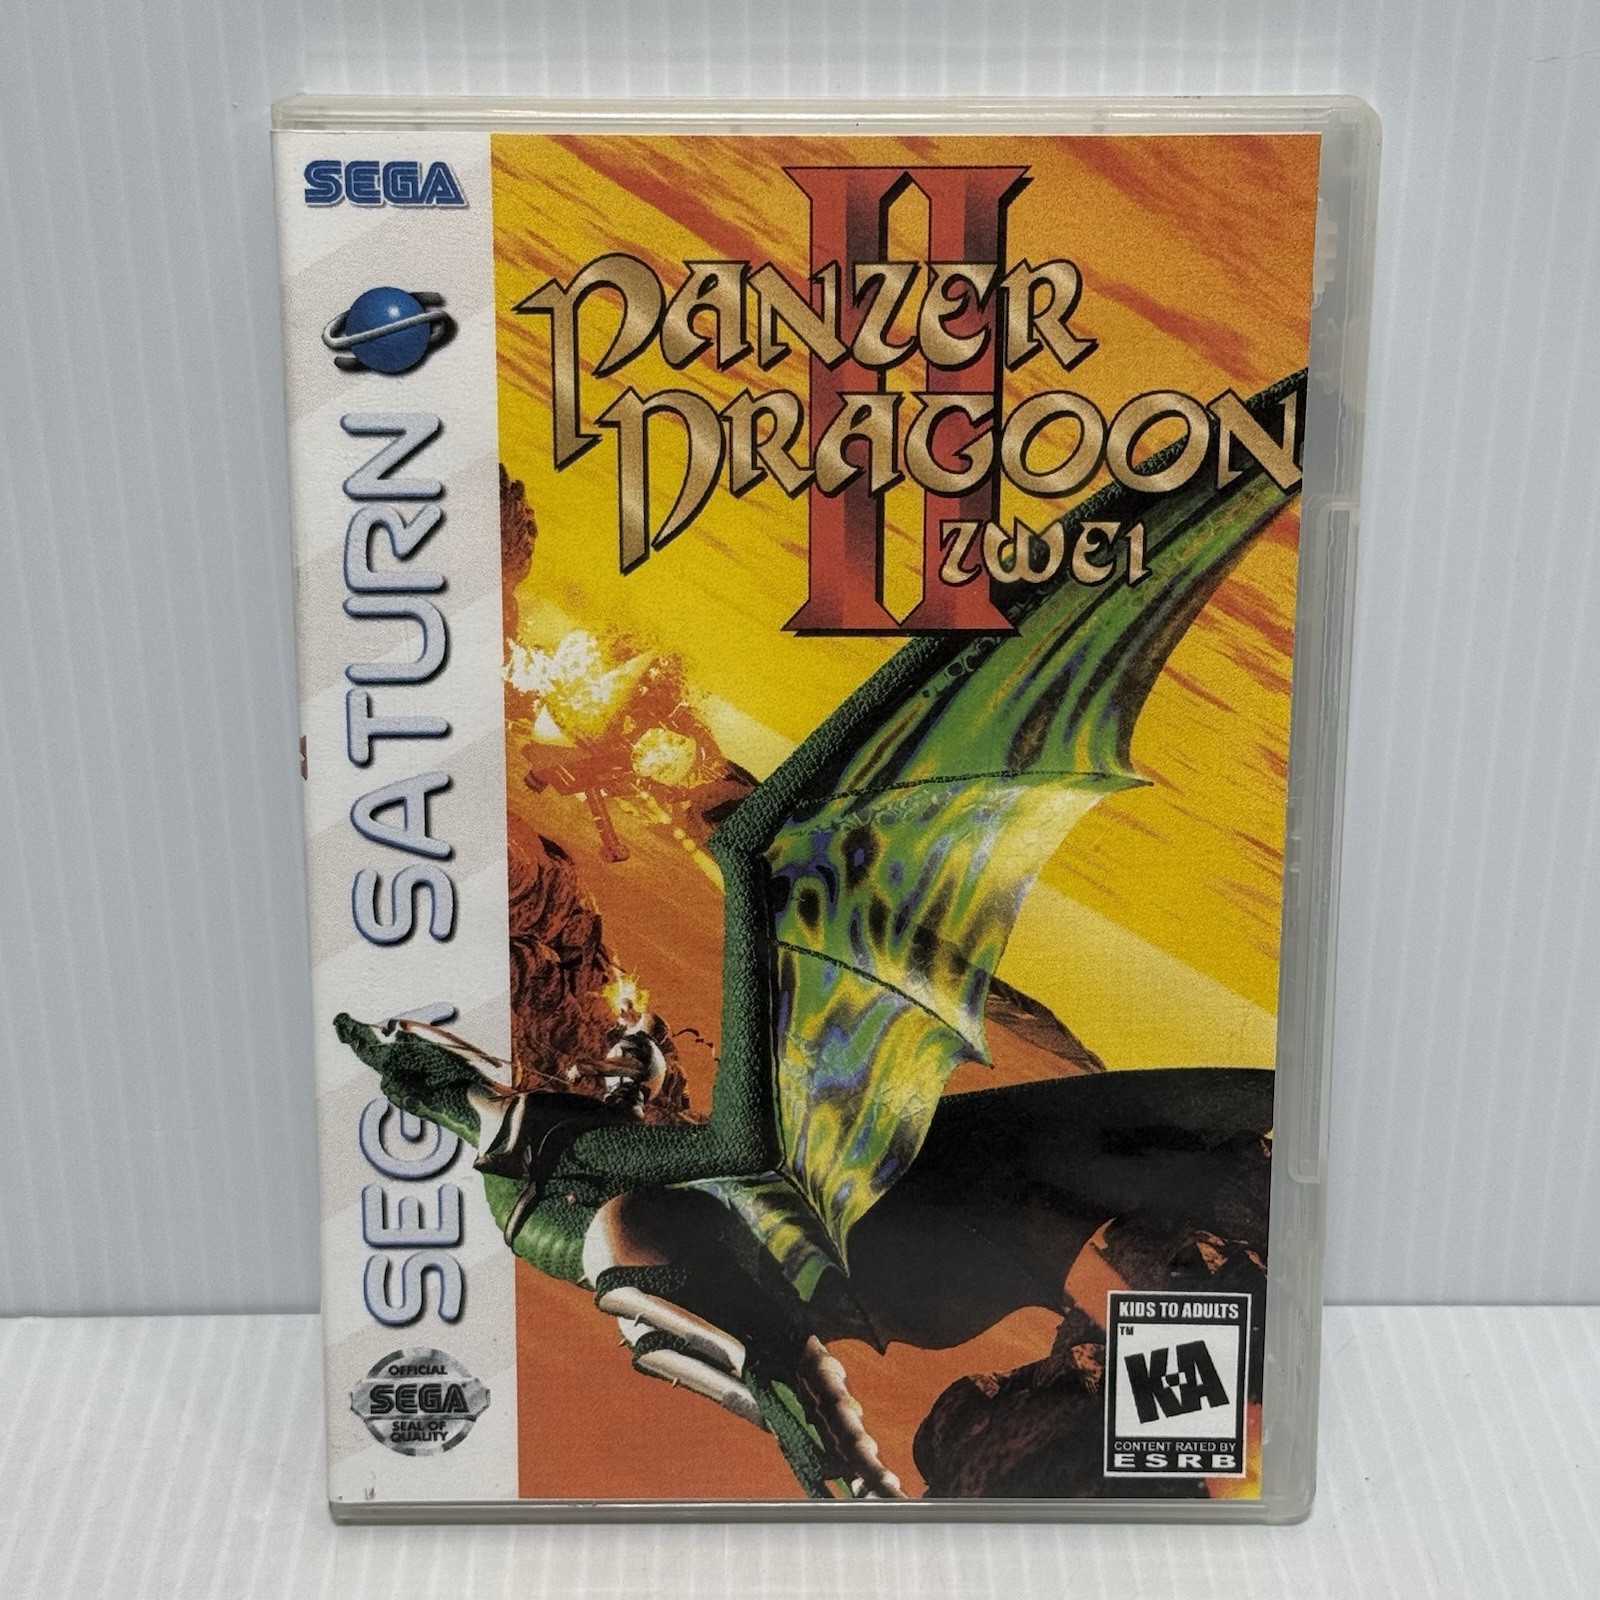 SEGA
SEGA SATURN
II
PANZER
DRAGOON
ZWEI
OFFICIAL
SEGA
SEAL OF
QUALITY
KIDS TO ADULTS
TM
K-A
CONTENT RATED BY
ESRB